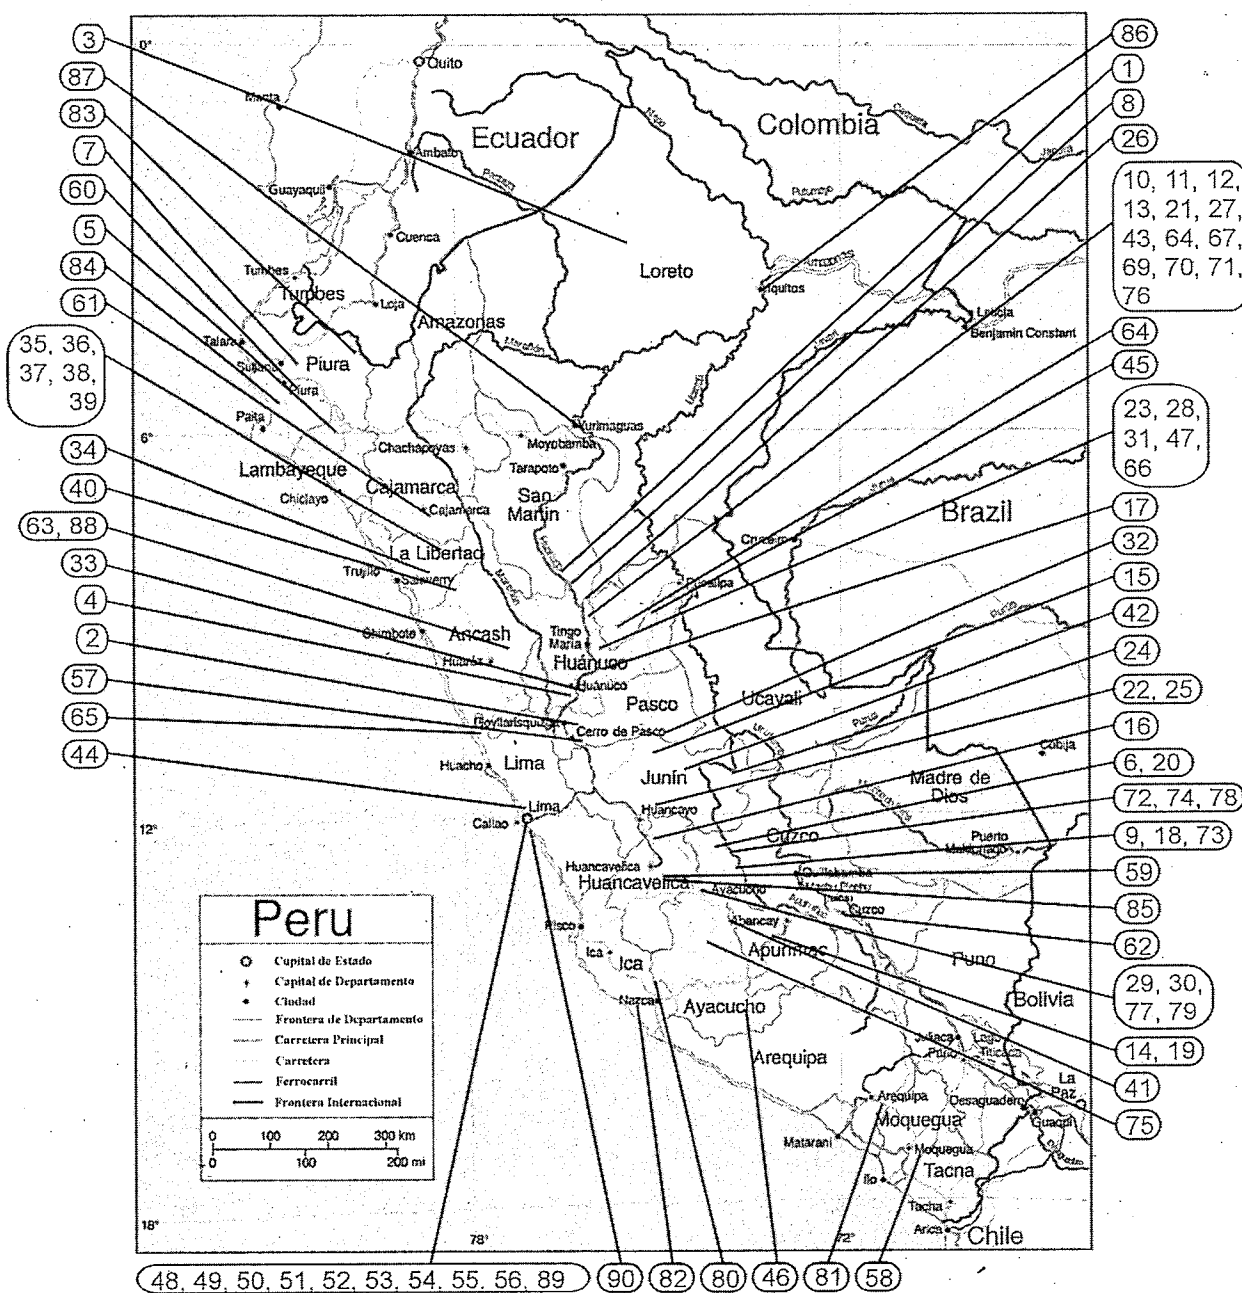 3
87
83
7
60
5
84
61
35, 36,
37, 38,
39
34
40
63, 88
33
4
2
57
65
44
86
1
8
26
10, 11, 12,
13, 21, 27,
43, 64, 67,
69, 70, 71,
76
64
45
23, 28,
31, 47,
66
17
32
15
42
24
22, 25
16
6, 20
72, 74, 78
9, 18, 73
59
85
62
29, 30,
77, 79
14, 19
41
75
48, 49, 50, 51, 52, 53, 54, 55, 56, 89
90
82
80
46
81
58
0°
Quito
Manta
Ecuador
Colombia
Napo
Putumayo
Ambato
Guayaquil
Cuenca
Loreto
Tumbes
Tumbes
Loja
Iquitos
Amazonas
Leticia
Benjamin Constant
Talara
Sullana
Piura
Piura
Marañón
Paita
6°
Yurimaguas
Chachapoyas
Moyobamba
Lambayeque
Tarapoto
Cajamarca
San
Martin
Chiclayo
Cajamarca
Brazil
Cruzeiro
La Libertad
Trujillo
Salaverry
Pucallpa
Chimbote
Ancash
Tingo
Maria
Huánuco
Huaráz
Huánuco
Pasco
Ucayali
Goyllarisquizga
Cerro de Pasco
Purus
Cobija
Huacho
Lima
Junín
Madre de
Dios
Lima
Huancayo
Callao
12°
Cuzco
Puerto
Maldonado
Huancavelica
Huancavelica
Quillabamba
Ayacucho
Cuzco
Abancay
Pisco
Apurimac
Puno
Ica
Ica
Bolivia
Nazca
Ayacucho
Juliaca
Lago
Titicaca
Puno
Arequipa
La
Paz
Arequipa
Desaguadero
Moquegua
Guaqui
Matarani
Moquegua
Tacna
Ilo
Tacna
Arica
Chile
18°
78°
72°
Peru
Capital de Estado
Capital de Departamento
Ciudad
Frontera de Departamento
Carretera Principal
Carretera
Ferrocarril
Frontera Internacional
0 100 200 300 km
0 100 200 mi